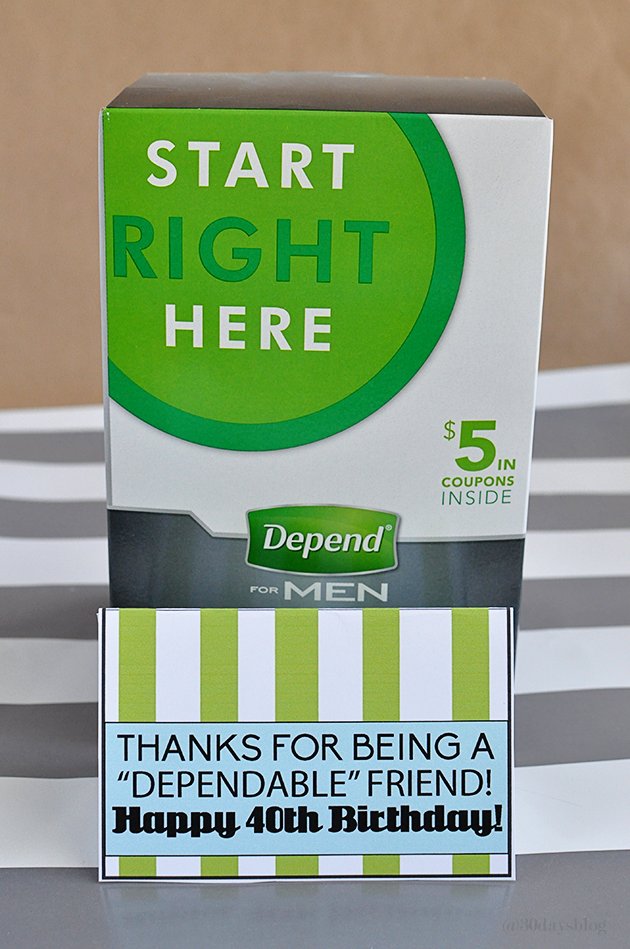 START
RIGHT
HERE
$5 IN
COUPONS
INSIDE
Depend®
FOR MEN
THANKS FOR BEING A
"DEPENDABLE" FRIEND!
Happy 40th Birthday!
@30daysblog